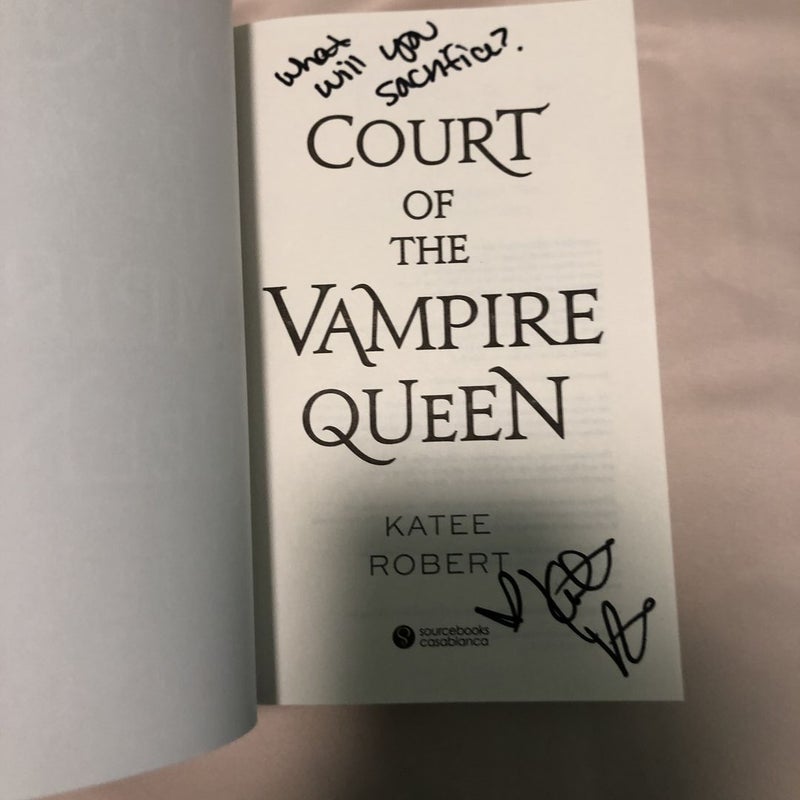 What
will you
sacrifice?
COURT
OF
THE
VAMPIRE
QUEEN
KATEE
ROBERT
sourcebooks
casablanca